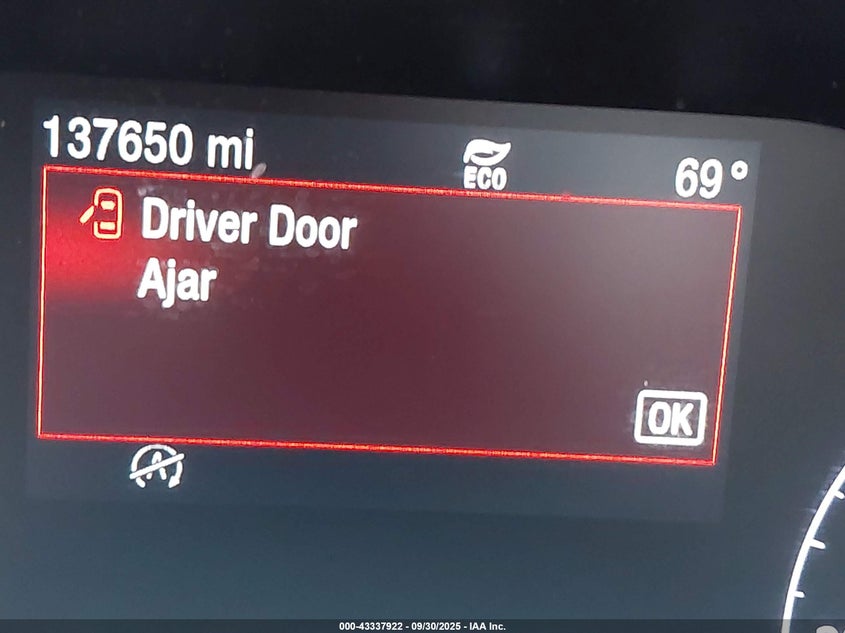 137650 mi
ECO
69°
Driver Door
Ajar
OK
A
000-43337922 - 09/30/2025 - IAA Inc.